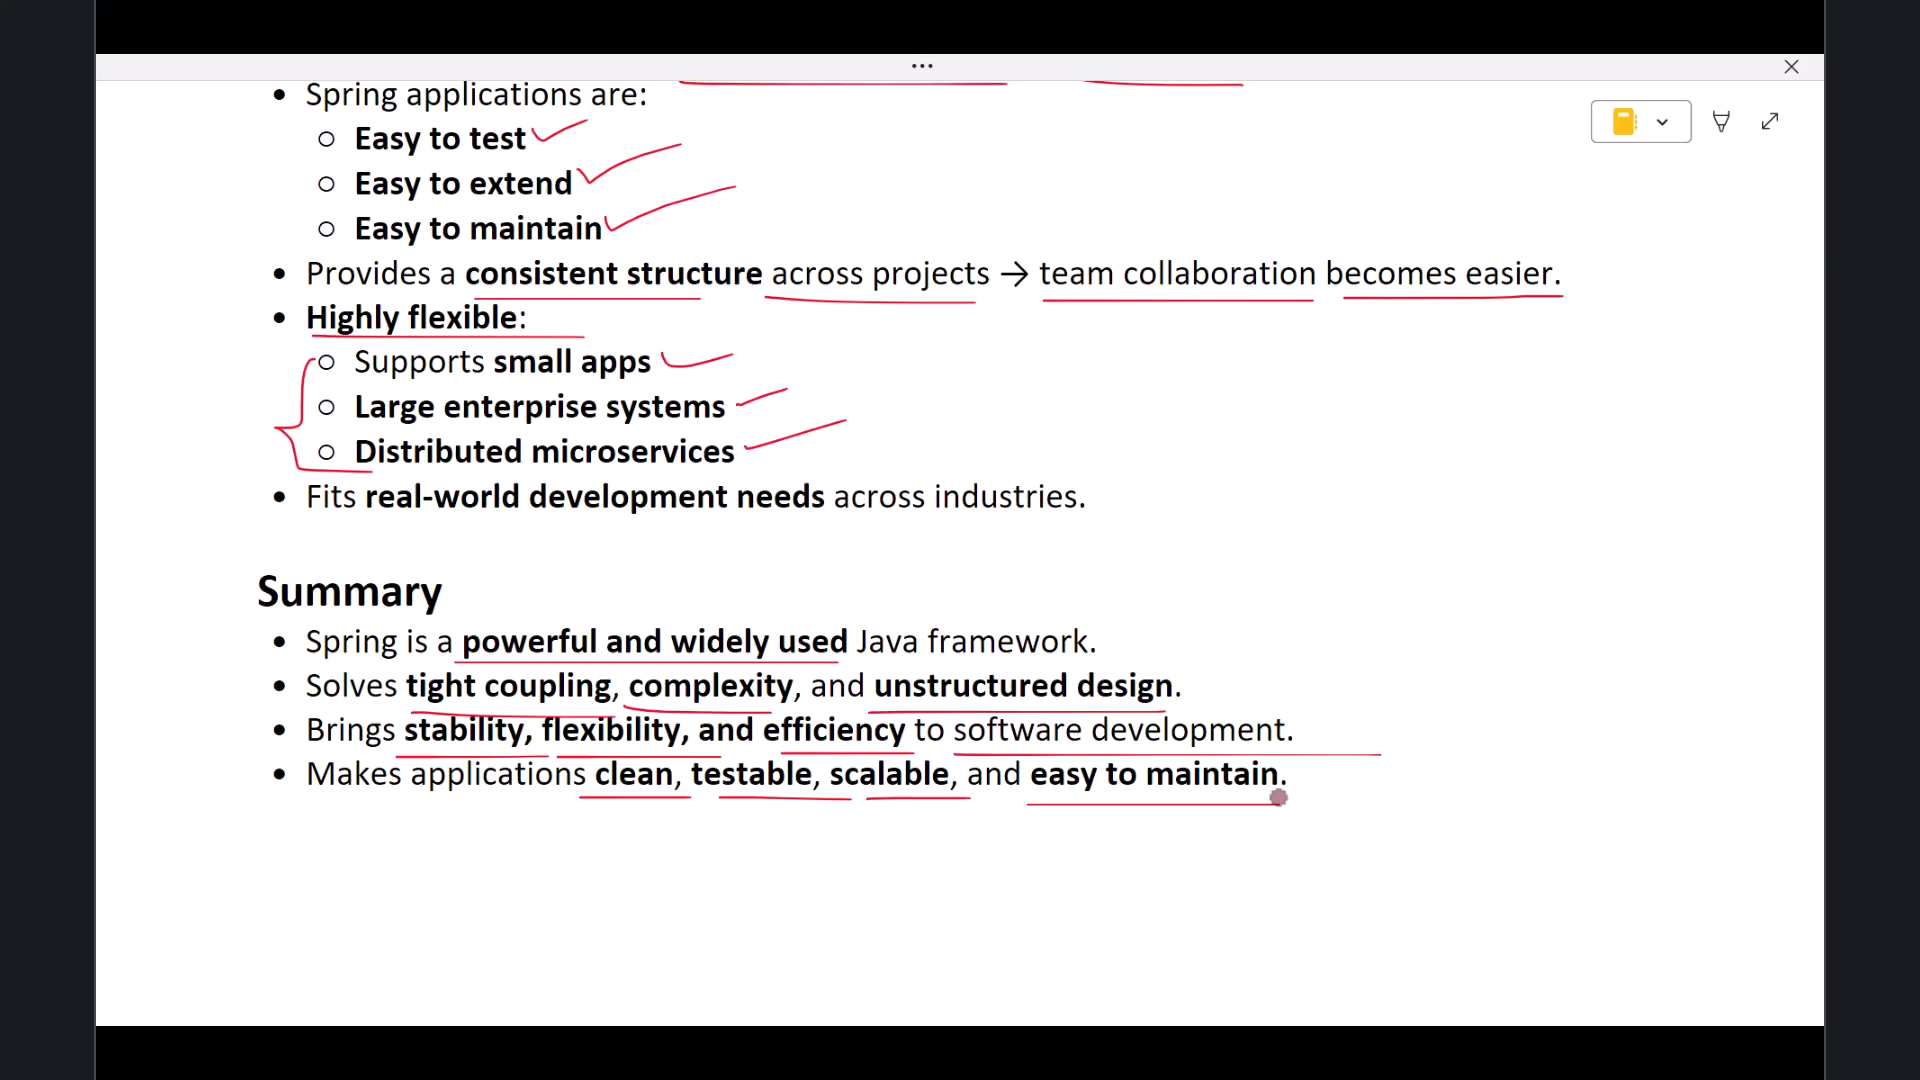 • Spring applications are:
○ Easy to test
○ Easy to extend
○ Easy to maintain
• Provides a consistent structure across projects → team collaboration becomes easier.
• Highly flexible:
○ Supports small apps
○ Large enterprise systems
○ Distributed microservices
• Fits real-world development needs across industries.
Summary
• Spring is a powerful and widely used Java framework.
• Solves tight coupling, complexity, and unstructured design.
• Brings stability, flexibility, and efficiency to software development.
• Makes applications clean, testable, scalable, and easy to maintain.